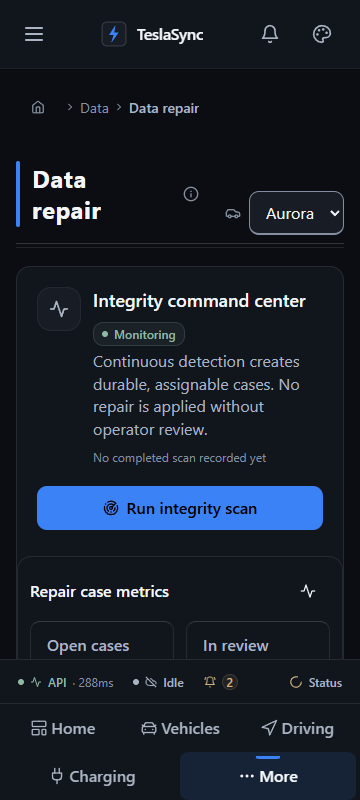 TeslaSync
Data
Data repair
Data
repair
Aurora
Integrity command center
Monitoring
Continuous detection creates
durable, assignable cases. No
repair is applied without
operator review.
No completed scan recorded yet
Run integrity scan
Repair case metrics
Open cases
In review
API · 288ms
Idle
2
Status
Home
Vehicles
Driving
Charging
More